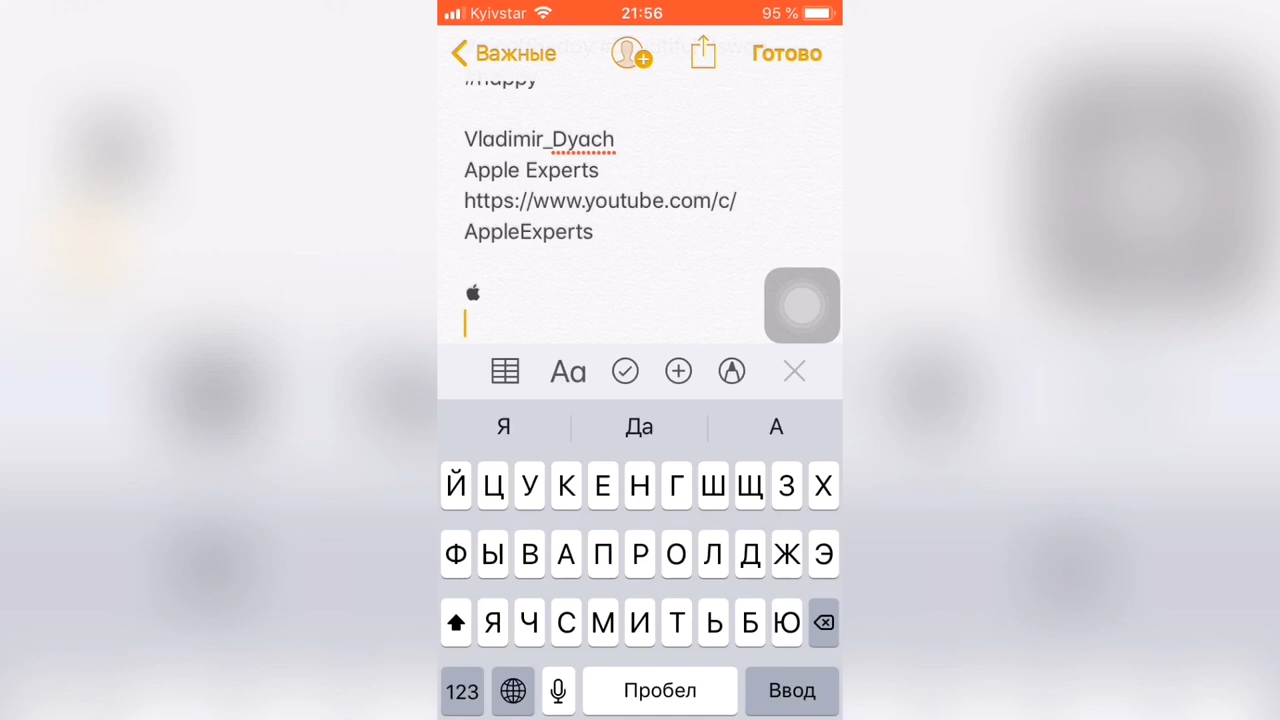 Kyivstar 21:56 95 %
Важные Готово
#happy
Vladimir_Dyach
Apple Experts
https://www.youtube.com/c/
AppleExperts
Aa
Я Да А
Й Ц У К Е Н Г Ш Щ З Х
Ф Ы В А П Р О Л Д Ж Э
Я Ч С М И Т Ь Б Ю
123 Пробел Ввод